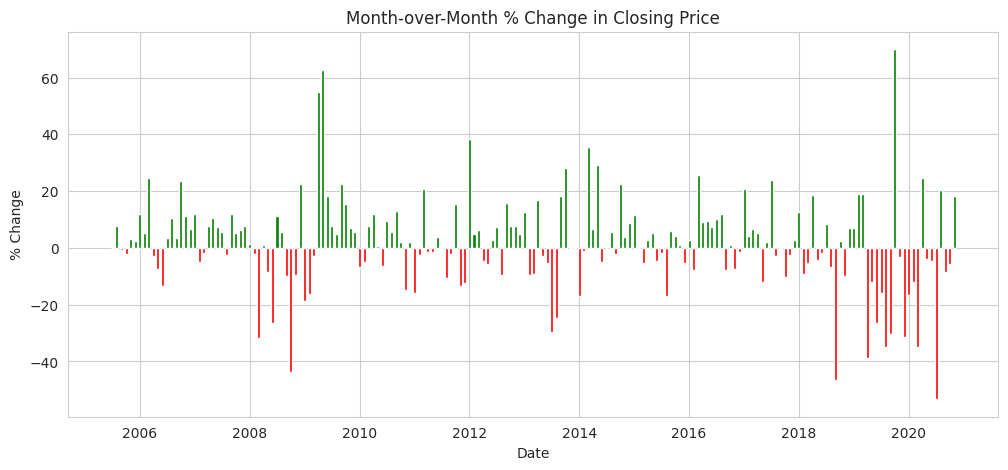 Month-over-Month % Change in Closing Price
% Change
60
40
20
0
−20
−40
2006 2008 2010 2012 2014 2016 2018 2020
Date